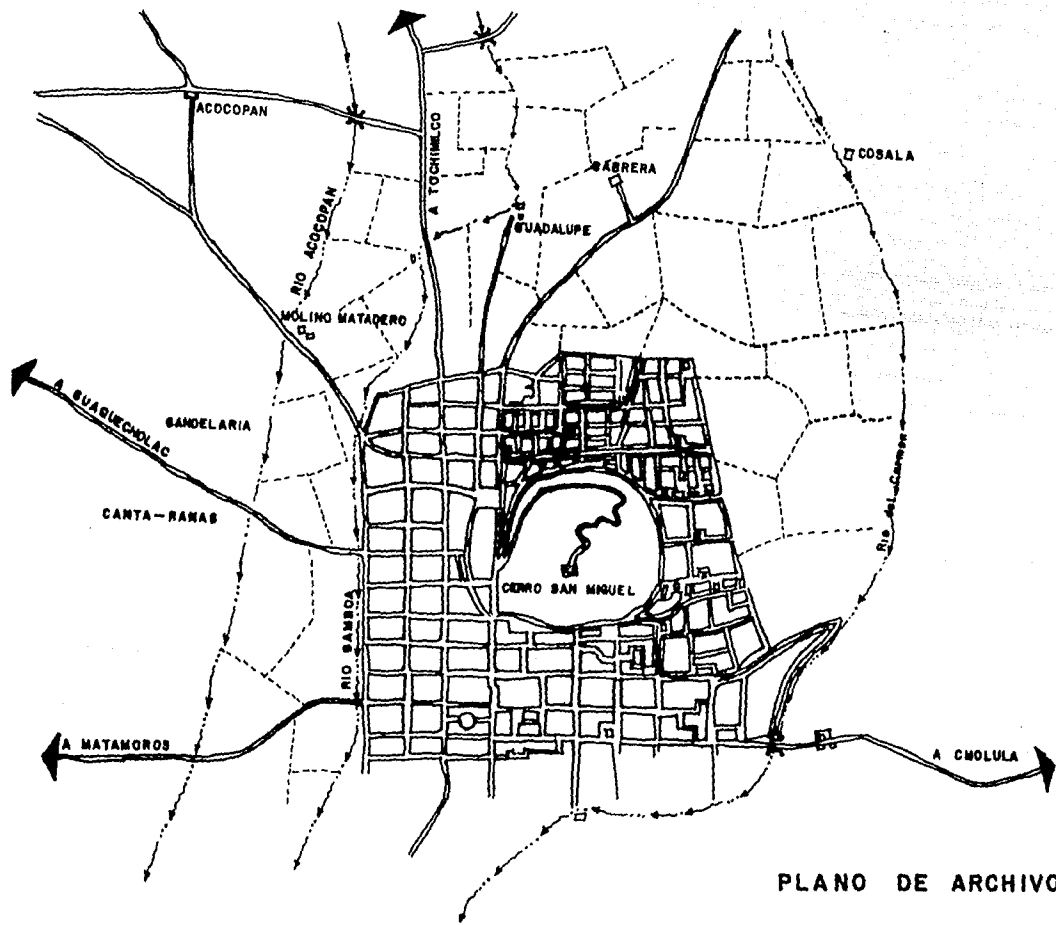 ACOCOPAN
A TOCHIMILCO
COSALA
CABRERA
RIO ACOCOPAN
GUADALUPE
MOLINO MATADERO
A GUAQUECHOLAC
CANDELARIA
CANTA-RANAS
Rio del Carmen
CERRO SAN MIGUEL
RIO GAMBOA
A MATAMOROS
A CHOLULA
PLANO DE ARCHIVO